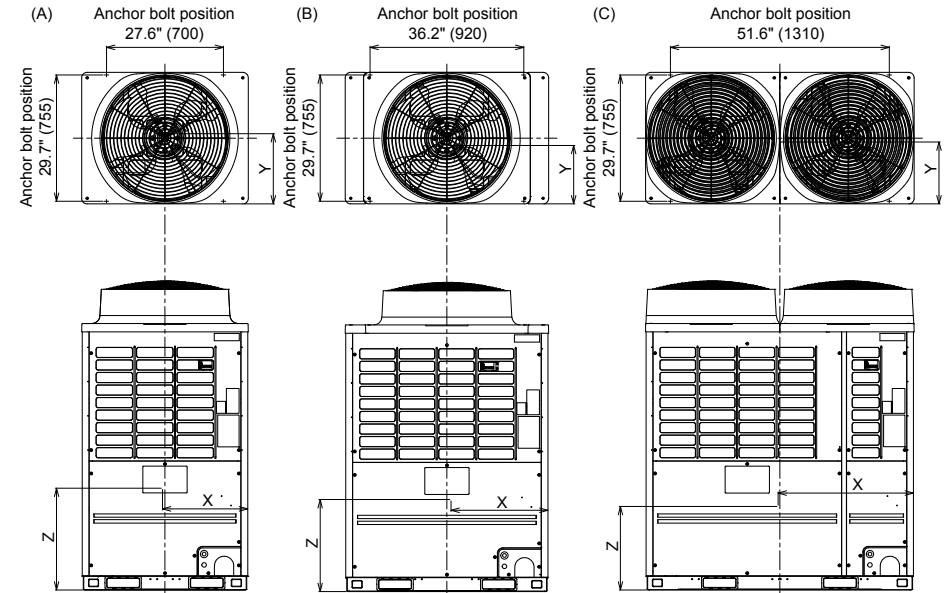 (A)
Anchor bolt position
27.6" (700)
(B)
Anchor bolt position
36.2" (920)
(C)
Anchor bolt position
51.6" (1310)
Anchor bolt position
29.7" (755)
Y
Anchor bolt position
29.7" (755)
Y
Anchor bolt position
29.7" (755)
Y
X
Z
X
Z
X
Z